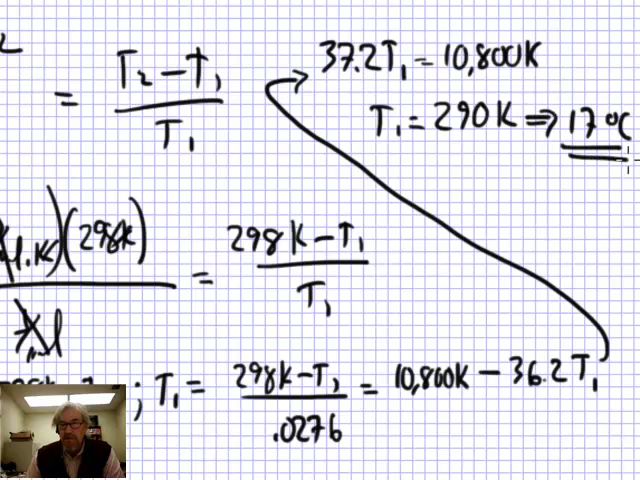 2
= (T₂ – T₁) / T₁
37.2T₁ = 10,800K
T₁ = 290K ⇒ 17°C
K)(298K) = (298K – T₁) / T₁
; T₁ = (298K – T₁) / .0276 = 10,800K – 36.2T₁